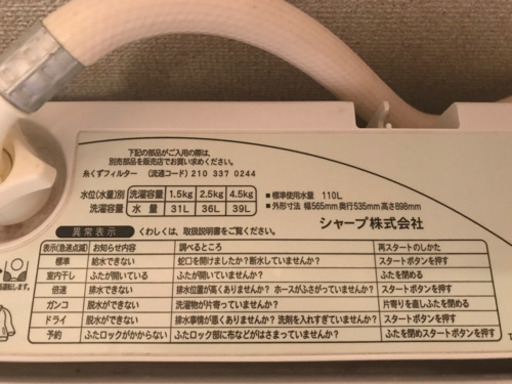 下記の部品がご入用の際は、
別売部品を販売店でお買い求めください。
糸くずフィルター (流通コード) 210 337 0244
水位(水量)別 洗濯容量 1.5kg 2.5kg 4.5kg
洗濯容量 水量 31L 36L 39L
■標準使用水量 110L
■外形寸法 幅565mm奥行535mm高さ898mm
シャープ株式会社
異常表示 くわしくは、取扱説明書をご覧ください。
表示(急速点滅) お知らせ内容 調べるところ 再スタートのしかた
標準 給水できない 蛇口を開けましたか?断水していませんか? スタートボタンを押す
室内干し ふたが開いている ふたが開いていませんか? ふたを閉める
倍速 排水できない 排水位置が高くありませんか? ホースがふさがっていませんか? スタートボタンを押す
ガンコ 脱水ができない 洗濯物が片寄っていませんか? 片寄りを直しふたを閉める
ドライ 脱水ができない 排水事情が悪くありませんか? 洗剤を入れすぎていませんか? スタートボタンを押す
予約 ふたロックがかからない ふたロック部に布などがはさまっていませんか? ふたを閉めスタートボタンを押す